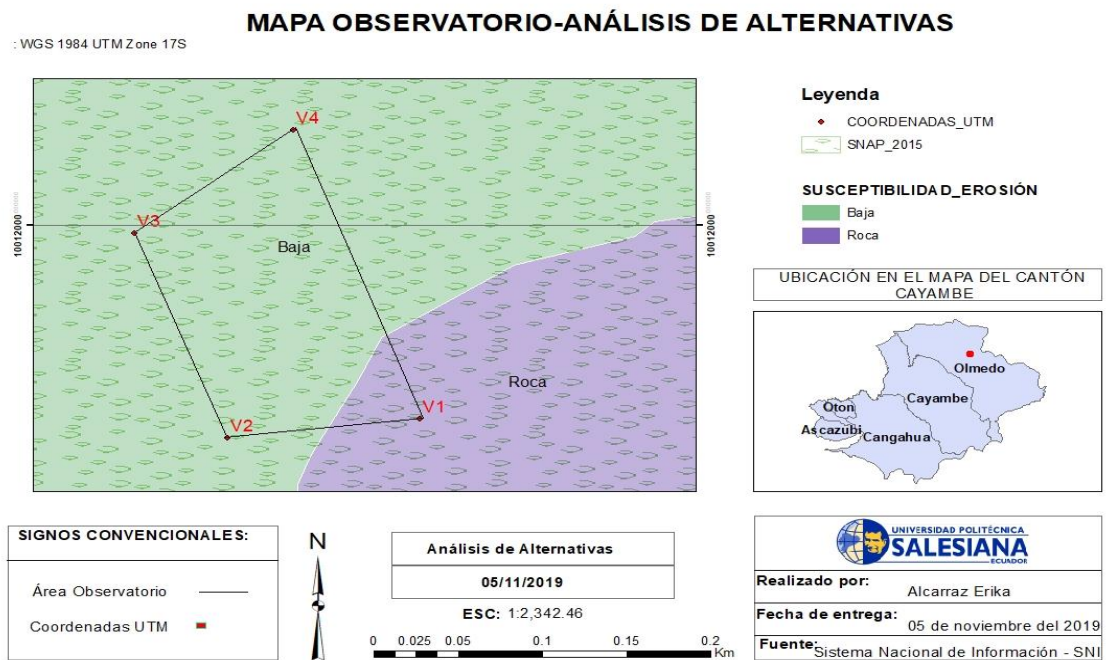 MAPA OBSERVATORIO-ANÁLISIS DE ALTERNATIVAS
: WGS 1984 UTM Zone 17S
V4
V3
Baja
Roca
V1
V2
10012000
10012000
Leyenda
COORDENADAS_UTM
SNAP_2015
SUSCEPTIBILIDAD_EROSIÓN
Baja
Roca
UBICACIÓN EN EL MAPA DEL CANTÓN
CAYAMBE
Olmedo
Cayambe
Oton
Ascazubi
Cangahua
SIGNOS CONVENCIONALES:
Área Observatorio
Coordenadas UTM
N
Análisis de Alternativas
05/11/2019
ESC: 1:2,342.46
0 0.025 0.05 0.1 0.15 0.2
Km
UNIVERSIDAD POLITÉCNICA
SALESIANA
ECUADOR
Realizado por: Alcarraz Erika
Fecha de entrega: 05 de noviembre del 2019
Fuente: Sistema Nacional de Información - SNI